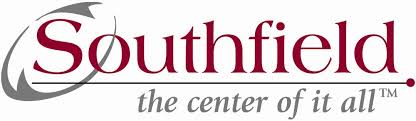 Southfield
the center of it all™